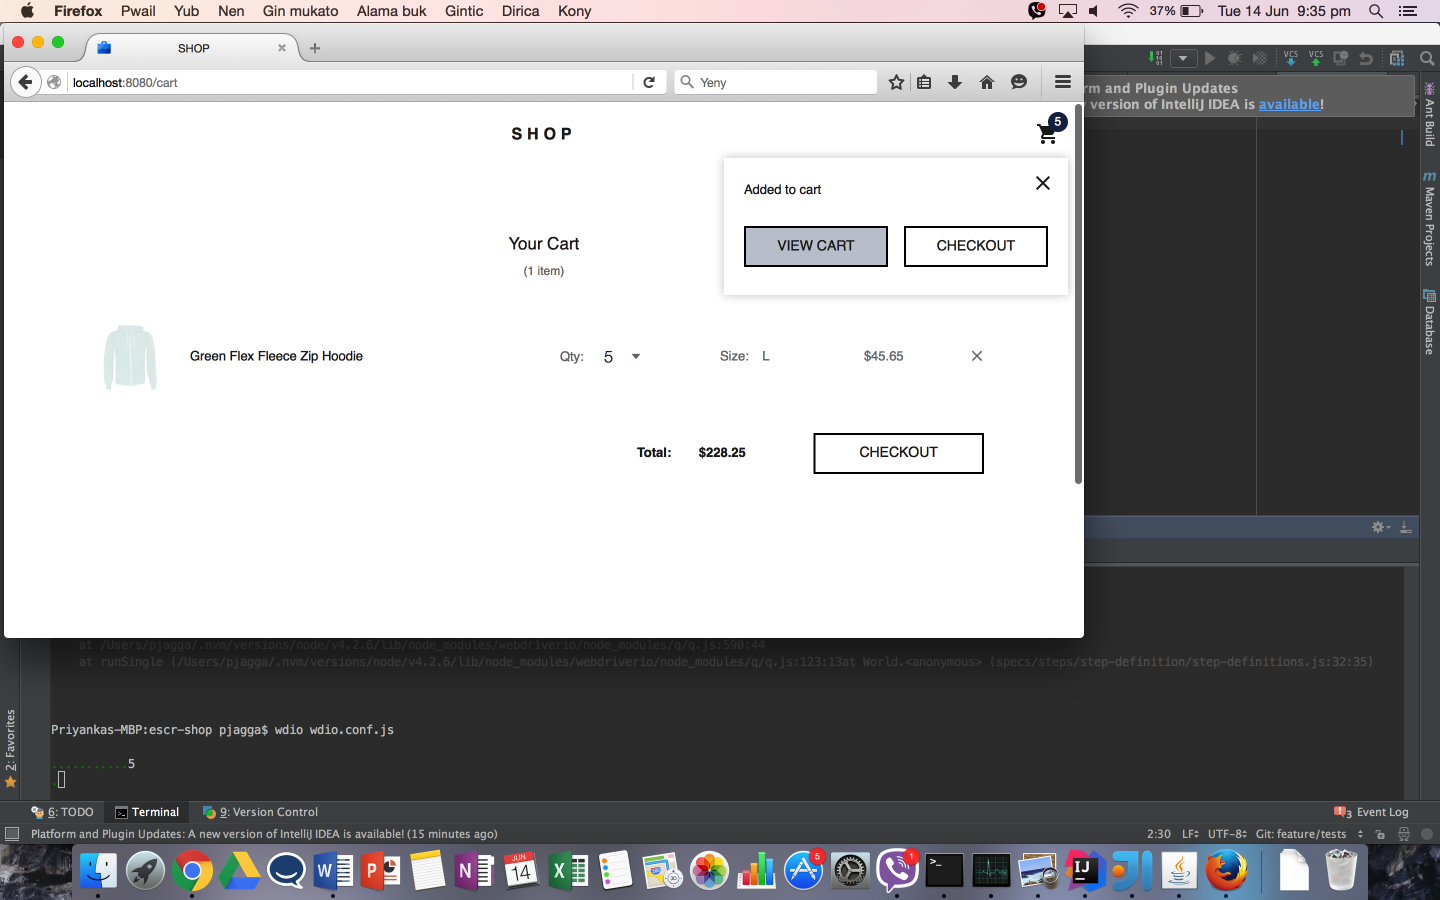 Firefox Pwail Yub Nen Gin mukato Alama buk Gintic Dirica Kony 37% Tue 14 Jun 9:35 pm
SHOP
localhost:8080/cart
Yeny
VCS VCS
rm and Plugin Updates
version of IntelliJ IDEA is available!
SHOP
5
Added to cart
VIEW CART CHECKOUT
Your Cart
(1 item)
Green Flex Fleece Zip Hoodie Qty: 5 Size: L $45.65
Total: $228.25 CHECKOUT
Ant Build
Maven Projects
Database
at /Users/pjagga/.nvm/versions/node/v4.2.6/lib/node_modules/webdriverio/node_modules/q/q.js:590:44
at runSingle (/Users/pjagga/.nvm/versions/node/v4.2.6/lib/node_modules/webdriverio/node_modules/q/q.js:123:13at World.<anonymous> (specs/steps/step-definition/step-definitions.js:32:35)
Priyankas-MBP:escr-shop pjagga$ wdio wdio.conf.js
...........5
.
2: Favorites
6: TODO Terminal 9: Version Control 3 Event Log
Platform and Plugin Updates: A new version of IntelliJ IDEA is available! (15 minutes ago) 2:30 LF UTF-8 Git: feature/tests
W P N JUN 14 X 5 1 >_ IJ